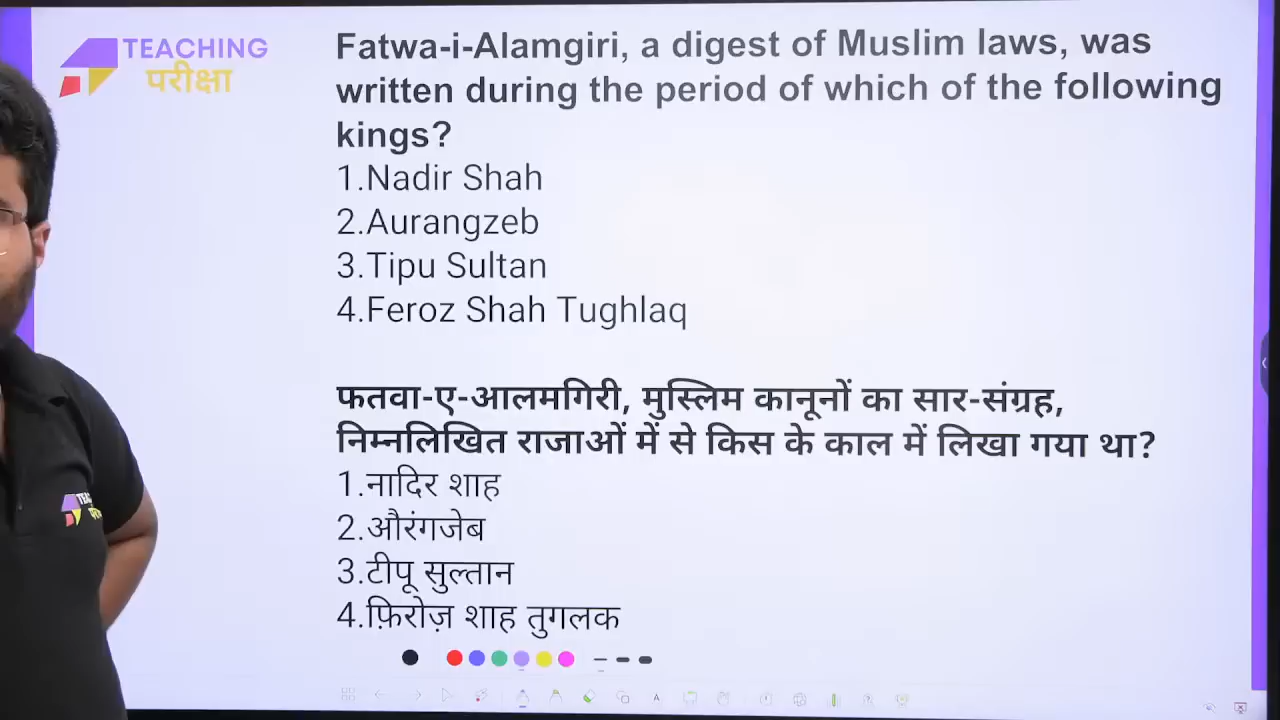 TEACHING
परीक्षा
Fatwa-i-Alamgiri, a digest of Muslim laws, was
written during the period of which of the following
kings?
1.Nadir Shah
2.Aurangzeb
3.Tipu Sultan
4.Feroz Shah Tughlaq
फतवा-ए-आलमगिरी, मुस्लिम कानूनों का सार-संग्रह,
निम्नलिखित राजाओं में से किस के काल में लिखा गया था?
1.नादिर शाह
2.औरंगजेब
3.टीपू सुल्तान
4.फ़िरोज़ शाह तुगलक